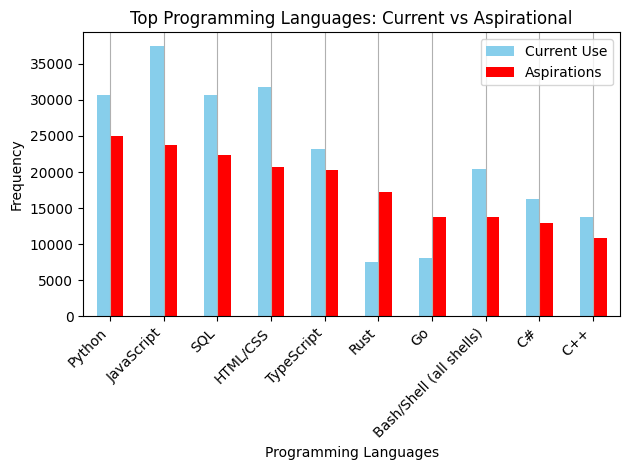 Top Programming Languages: Current vs Aspirational
Current Use
Aspirations
Frequency
35000
30000
25000
20000
15000
10000
5000
0
Python
JavaScript
SQL
HTML/CSS
TypeScript
Rust
Go
Bash/Shell (all shells)
C#
C++
Programming Languages